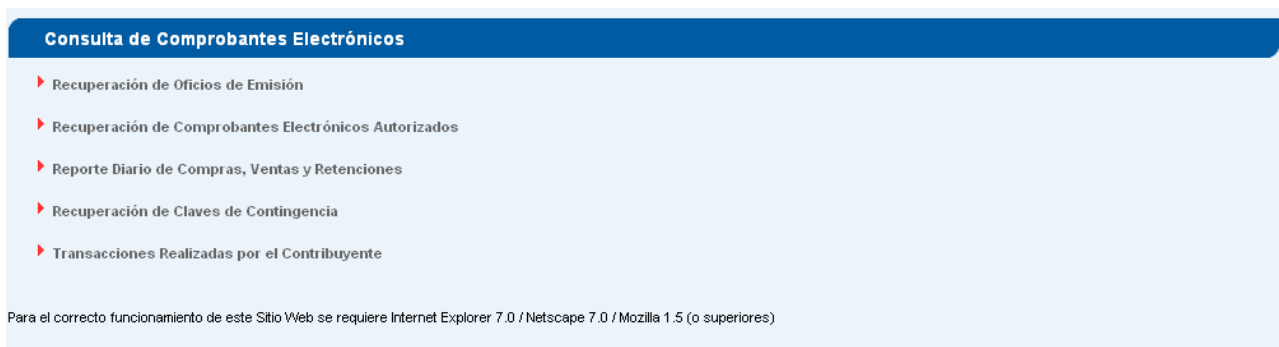 Consulta de Comprobantes Electrónicos
Recuperación de Oficios de Emisión
Recuperación de Comprobantes Electrónicos Autorizados
Reporte Diario de Compras, Ventas y Retenciones
Recuperación de Claves de Contingencia
Transacciones Realizadas por el Contribuyente
Para el correcto funcionamiento de este Sitio Web se requiere Internet Explorer 7.0 / Netscape 7.0 / Mozilla 1.5 (o superiores)